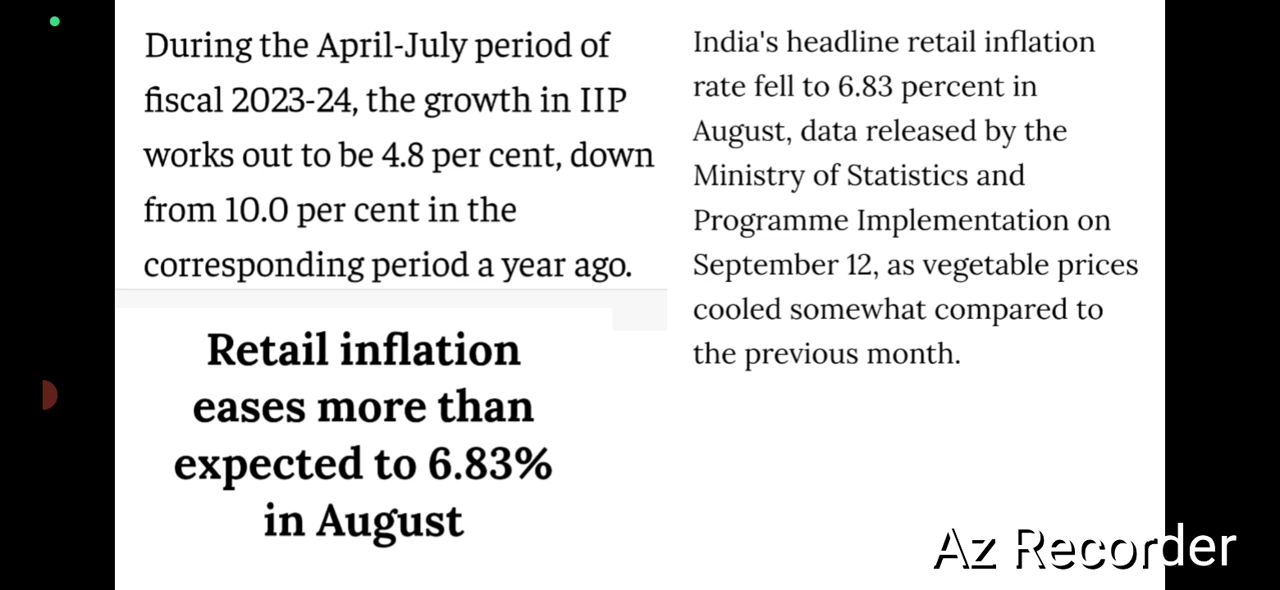 During the April-July period of
fiscal 2023-24, the growth in IIP
works out to be 4.8 per cent, down
from 10.0 per cent in the
corresponding period a year ago.
Retail inflation
eases more than
expected to 6.83%
in August
India's headline retail inflation
rate fell to 6.83 percent in
August, data released by the
Ministry of Statistics and
Programme Implementation on
September 12, as vegetable prices
cooled somewhat compared to
the previous month.
Az Recorder